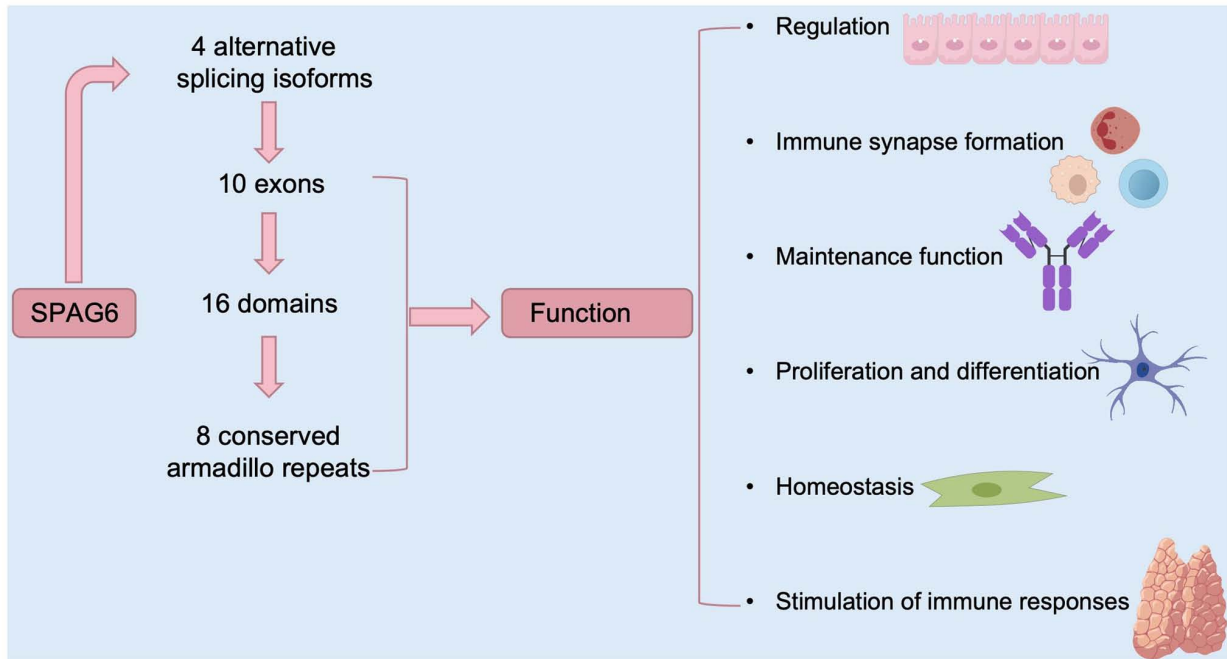 SPAG6
4 alternative
splicing isoforms
10 exons
16 domains
8 conserved
armadillo repeats
Function
• Regulation
• Immune synapse formation
• Maintenance function
• Proliferation and differentiation
• Homeostasis
• Stimulation of immune responses